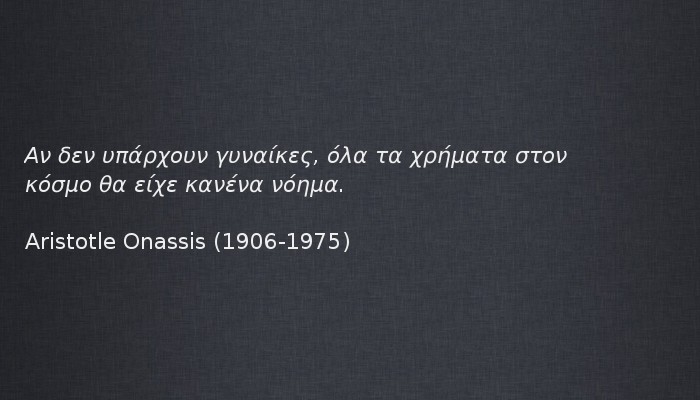 Αν δεν υπάρχουν γυναίκες, όλα τα χρήματα στον
κόσμο θα είχε κανένα νόημα.
Aristotle Onassis (1906-1975)